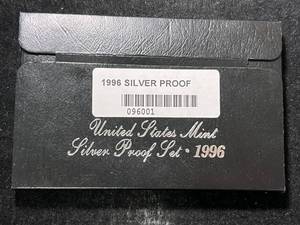 1996 SILVER PROOF
096001
United States Mint
Silver Proof Set • 1996